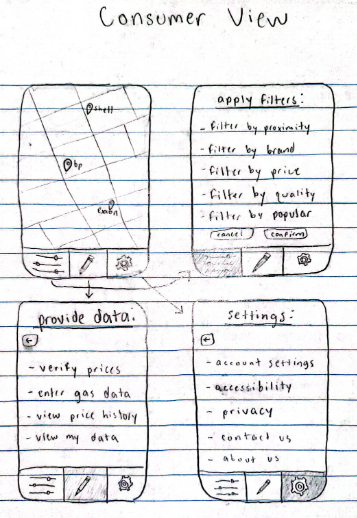 Consumer View
shell
bp
apply filters:
- filter by proximity
- filter by brand
- filter by price
- filter by quality
- filter by popular
cancel confirm
provide data:
- verify prices
- enter gas data
- view price history
- view my data
settings:
- account settings
- accessibility
- privacy
- contact us
- about us